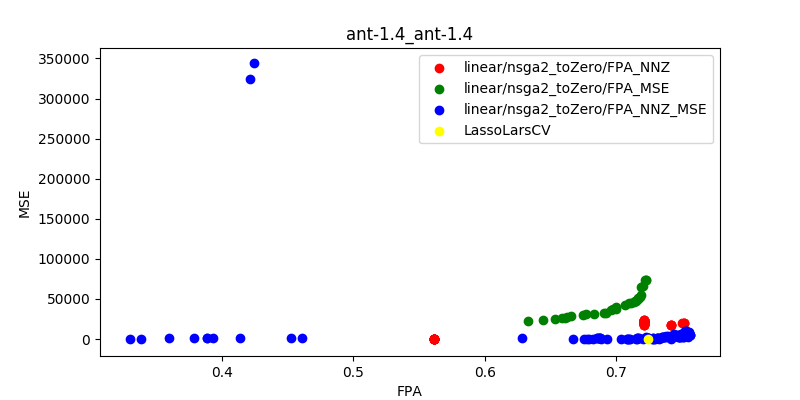 ant-1.4_ant-1.4
350000
300000
250000
200000
150000
100000
50000
0
MSE
linear/nsga2_toZero/FPA_NNZ
linear/nsga2_toZero/FPA_MSE
linear/nsga2_toZero/FPA_NNZ_MSE
LassoLarsCV
0.4 0.5 0.6 0.7
FPA